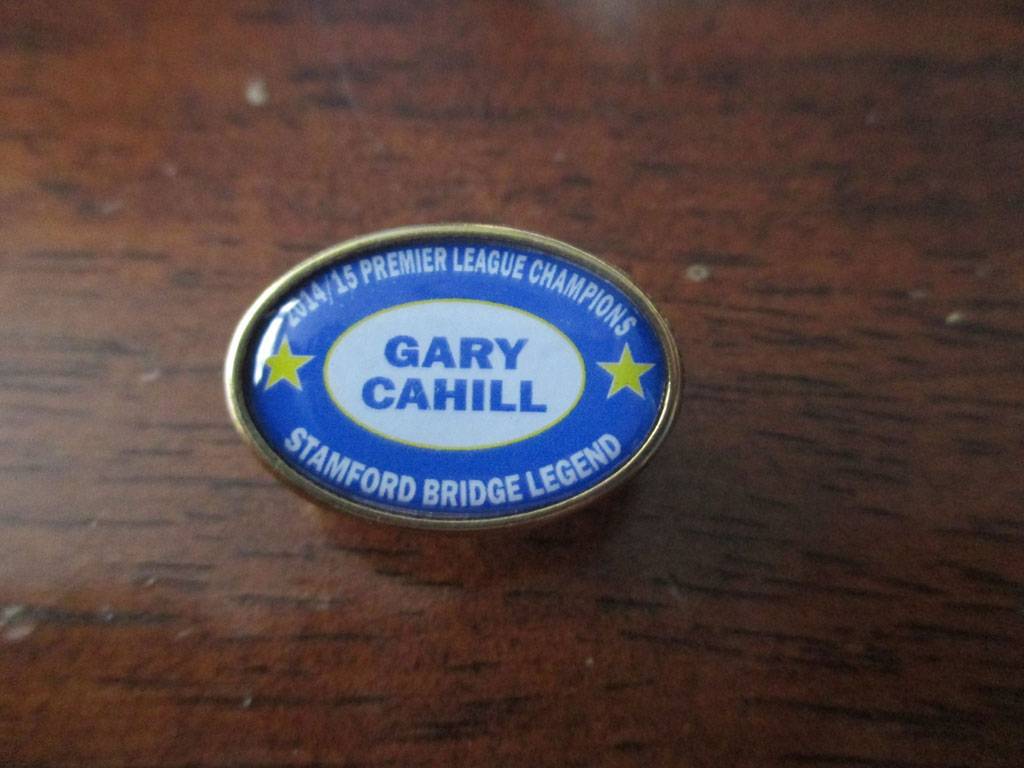 2014/15 PREMIER LEAGUE CHAMPIONS
GARY
CAHILL
STAMFORD BRIDGE LEGEND